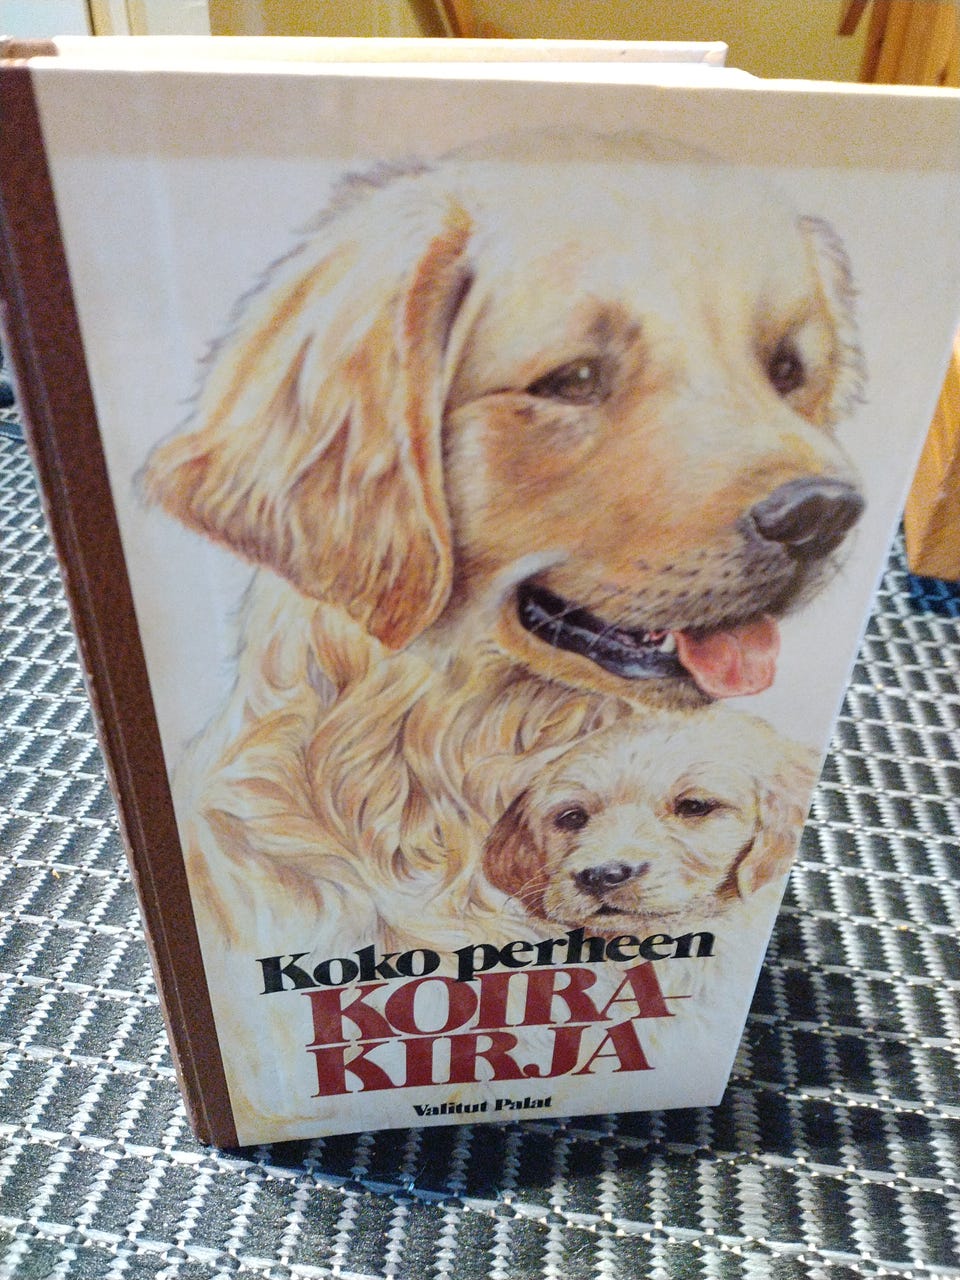 Koko perheen
KOIRA-
KIRJA
Valitut Palat